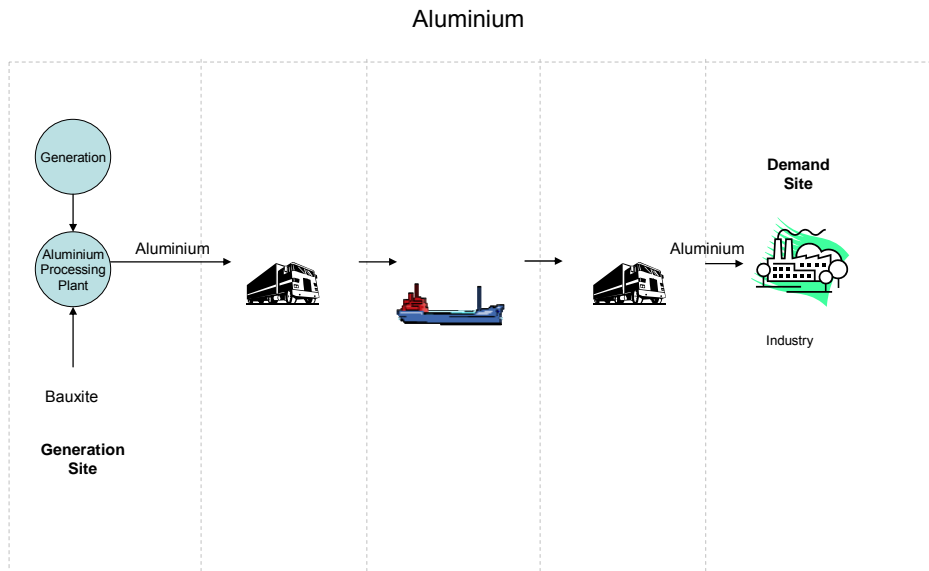 Aluminium
Generation
Aluminium
Processing
Plant
Aluminium
Bauxite
Generation
Site
Aluminium
Demand
Site
Industry